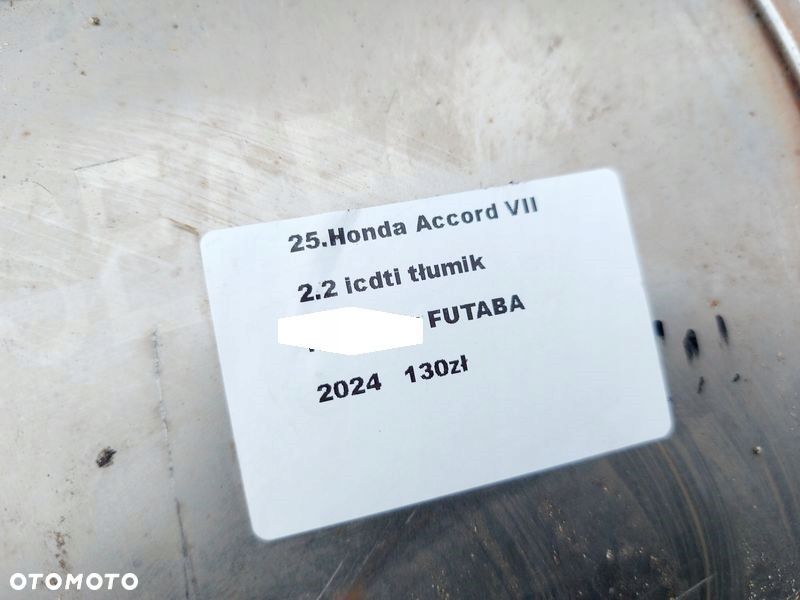 25.Honda Accord VII
2.2 icdti tłumik
FUTABA
2024 130zł
OTOMOTO